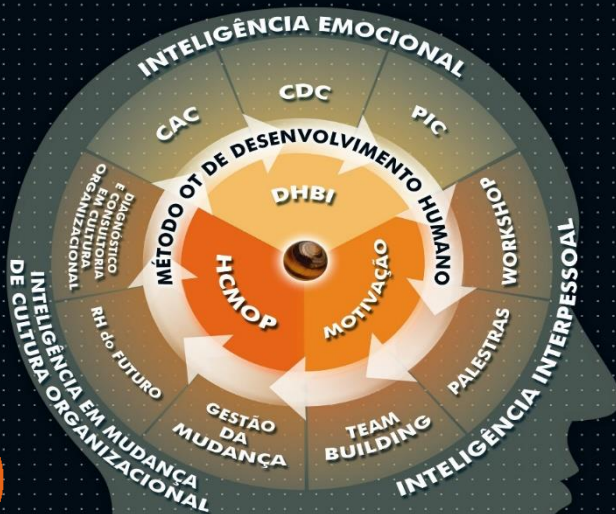 INTELIGÊNCIA EMOCIONAL
CAC
CDC
PIC
MÉTODO OT DE DESENVOLVIMENTO HUMANO
DHBI
HCMOP
MOTIVAÇÃO
WORKSHOP
PALESTRAS
TEAM
BUILDING
INTELIGÊNCIA INTERPESSOAL
GESTÃO
DA
MUDANÇA
RH do FUTURO
DIAGNÓSTICO
E CONSULTORIA
EM CULTURA
ORGANIZACIONAL
INTELIGÊNCIA EM MUDANÇA
DE CULTURA ORGANIZACIONAL